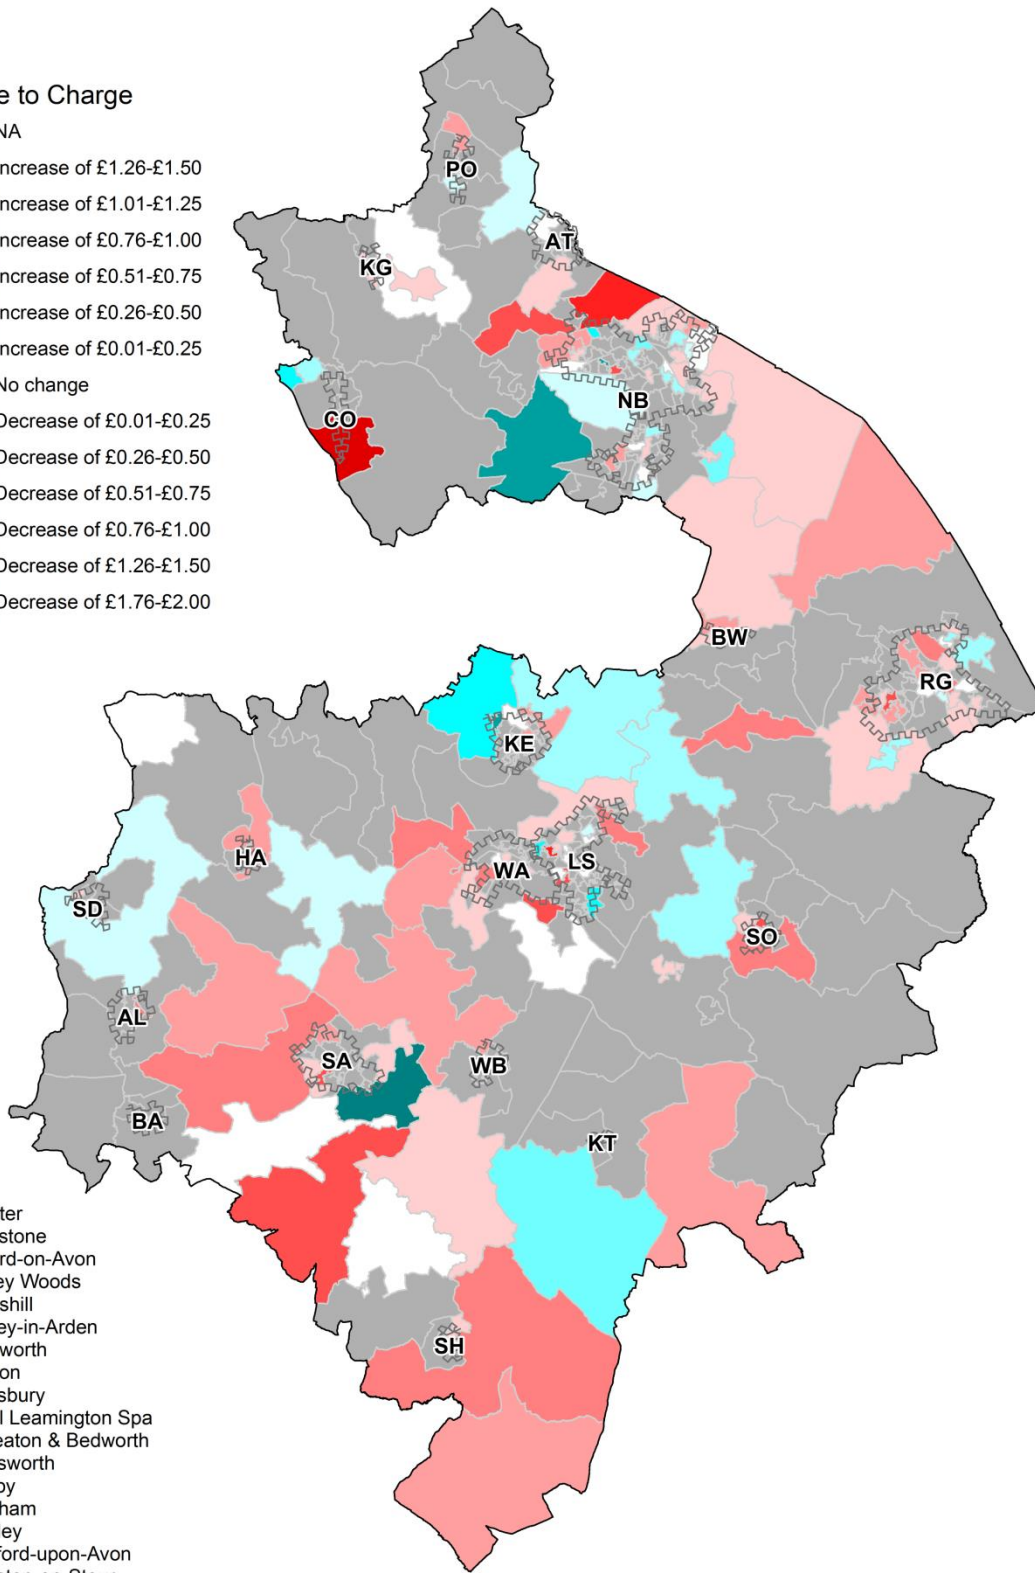 e to Charge
NA
ncrease of £1.26-£1.50
ncrease of £1.01-£1.25
ncrease of £0.76-£1.00
ncrease of £0.51-£0.75
ncrease of £0.26-£0.50
ncrease of £0.01-£0.25
No change
Decrease of £0.01-£0.25
Decrease of £0.26-£0.50
Decrease of £0.51-£0.75
Decrease of £0.76-£1.00
Decrease of £1.26-£1.50
Decrease of £1.76-£2.00
PO
AT
KG
NB
CO
BW
RG
KE
HA
WA
LS
SD
SO
AL
SA
WB
BA
KT
SH
ter
stone
rd-on-Avon
ey Woods
shill
ey-in-Arden
worth
on
sbury
l Leamington Spa
eaton & Bedworth
sworth
by
ham
ley
ford-upon-Avon